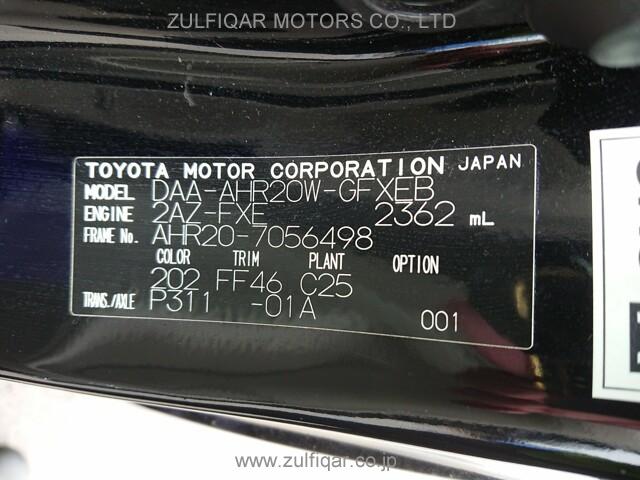 ZULFIQAR MOTORS CO., LTD
TOYOTA MOTOR CORPORATION JAPAN
MODEL DAA-AHR20W-GFXEB
ENGINE 2AZ-FXE 2362 mL
FRAME No. AHR20-7056498
COLOR TRIM PLANT OPTION
202 FF46 C25
TRANS./AXLE P311 -01A
001
www.zulfiqar.co.jp